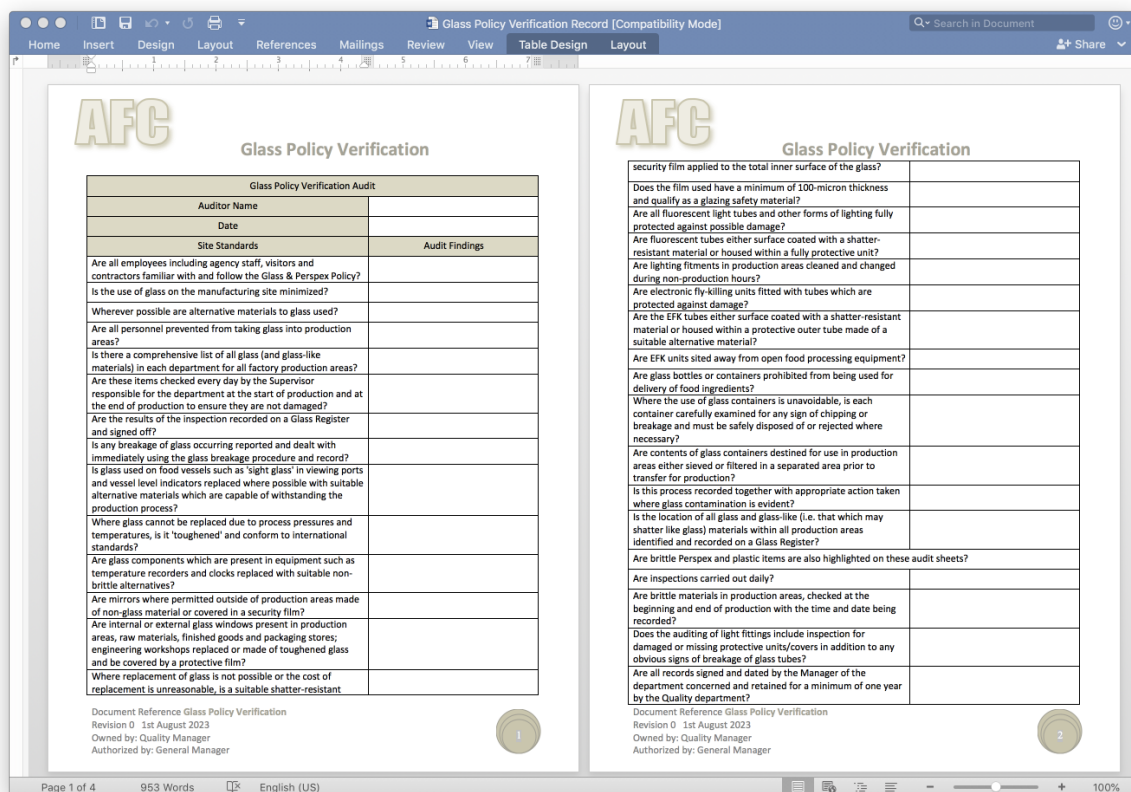 Glass Policy Verification Record [Compatibility Mode]
Search in Document
Home Insert Design Layout References Mailings Review View Table Design Layout
Share
1 2 3 4 5 6 7
AFC
Glass Policy Verification
Glass Policy Verification Audit
Auditor Name
Date
Site Standards Audit Findings
Are all employees including agency staff, visitors and
contractors familiar with and follow the Glass & Perspex Policy?
Is the use of glass on the manufacturing site minimized?
Wherever possible are alternative materials to glass used?
Are all personnel prevented from taking glass into production
areas?
Is there a comprehensive list of all glass (and glass-like
materials) in each department for all factory production areas?
Are these items checked every day by the Supervisor
responsible for the department at the start of production and at
the end of production to ensure they are not damaged?
Are the results of the inspection recorded on a Glass Register
and signed off?
Is any breakage of glass occurring reported and dealt with
immediately using the glass breakage procedure and record?
Is glass used on food vessels such as 'sight glass' in viewing ports
and vessel level indicators replaced where possible with suitable
alternative materials which are capable of withstanding the
production process?
Where glass cannot be replaced due to process pressures and
temperatures, is it 'toughened' and conform to international
standards?
Are glass components which are present in equipment such as
temperature recorders and clocks replaced with suitable non-
brittle alternatives?
Are mirrors where permitted outside of production areas made
of non-glass material or covered in a security film?
Are internal or external glass windows present in production
areas, raw materials, finished goods and packaging stores;
engineering workshops replaced or made of toughened glass
and be covered by a protective film?
Where replacement of glass is not possible or the cost of
replacement is unreasonable, is a suitable shatter-resistant
Document Reference Glass Policy Verification
Revision 0 1st August 2023
Owned by: Quality Manager
Authorized by: General Manager
1
AFC
Glass Policy Verification
security film applied to the total inner surface of the glass?
Does the film used have a minimum of 100-micron thickness
and qualify as a glazing safety material?
Are all fluorescent light tubes and other forms of lighting fully
protected against possible damage?
Are fluorescent tubes either surface coated with a shatter-
resistant material or housed within a fully protective unit?
Are lighting fitments in production areas cleaned and changed
during non-production hours?
Are electronic fly-killing units fitted with tubes which are
protected against damage?
Are the EFK tubes either surface coated with a shatter-resistant
material or housed within a protective outer tube made of a
suitable alternative material?
Are EFK units sited away from open food processing equipment?
Are glass bottles or containers prohibited from being used for
delivery of food ingredients?
Where the use of glass containers is unavoidable, is each
container carefully examined for any sign of chipping or
breakage and must be safely disposed of or rejected where
necessary?
Are contents of glass containers destined for use in production
areas either sieved or filtered in a separated area prior to
transfer for production?
Is this process recorded together with appropriate action taken
where glass contamination is evident?
Is the location of all glass and glass-like (i.e. that which may
shatter like glass) materials within all production areas
identified and recorded on a Glass Register?
Are brittle Perspex and plastic items are also highlighted on these audit sheets?
Are inspections carried out daily?
Are brittle materials in production areas, checked at the
beginning and end of production with the time and date being
recorded?
Does the auditing of light fittings include inspection for
damaged or missing protective units/covers in addition to any
obvious signs of breakage of glass tubes?
Are all records signed and dated by the Manager of the
department concerned and retained for a minimum of one year
by the Quality department?
Document Reference Glass Policy Verification
Revision 0 1st August 2023
Owned by: Quality Manager
Authorized by: General Manager
2
Page 1 of 4 953 Words English (US) 100%